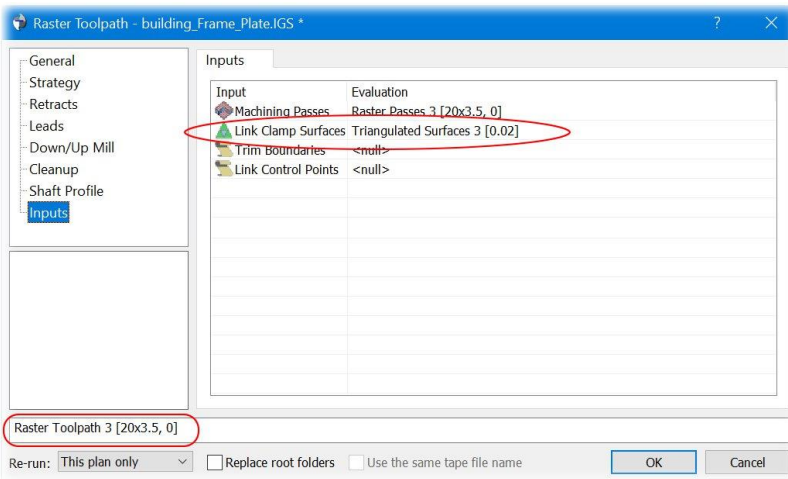 Raster Toolpath - building_Frame_Plate.IGS * ? ×
General
Strategy
Retracts
Leads
Down/Up Mill
Cleanup
Shaft Profile
Inputs
Inputs
Input Evaluation
Machining Passes Raster Passes 3 [20x3.5, 0]
Link Clamp Surfaces Triangulated Surfaces 3 [0.02]
Trim Boundaries <null>
Link Control Points <null>
Raster Toolpath 3 [20x3.5, 0]
Re-run: This plan only Replace root folders Use the same tape file name OK Cancel